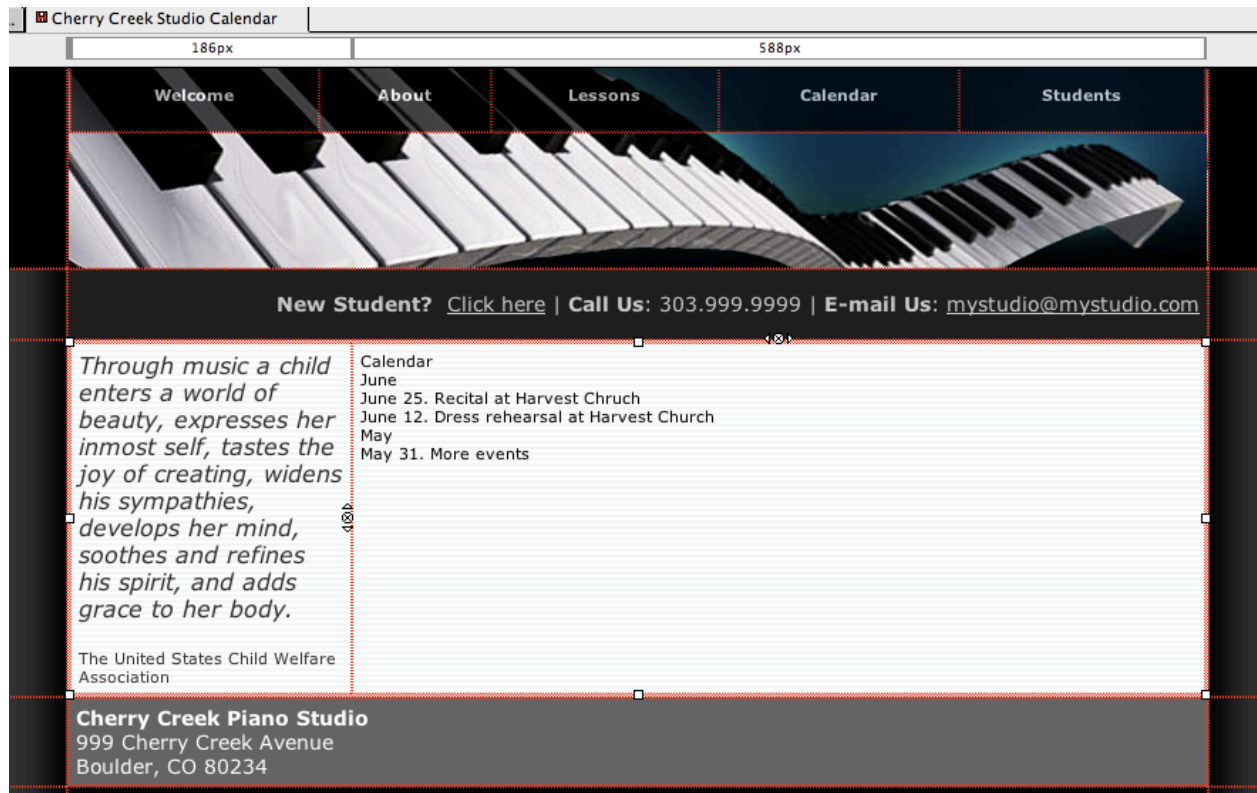 .. Cherry Creek Studio Calendar
186px 588px
Welcome About Lessons Calendar Students
New Student? Click here | Call Us: 303.999.9999 | E-mail Us: mystudio@mystudio.com
Through music a child
enters a world of
beauty, expresses her
inmost self, tastes the
joy of creating, widens
his sympathies,
develops her mind,
soothes and refines
his spirit, and adds
grace to her body.
The United States Child Welfare
Association
Calendar
June
June 25. Recital at Harvest Chruch
June 12. Dress rehearsal at Harvest Church
May
May 31. More events
Cherry Creek Piano Studio
999 Cherry Creek Avenue
Boulder, CO 80234